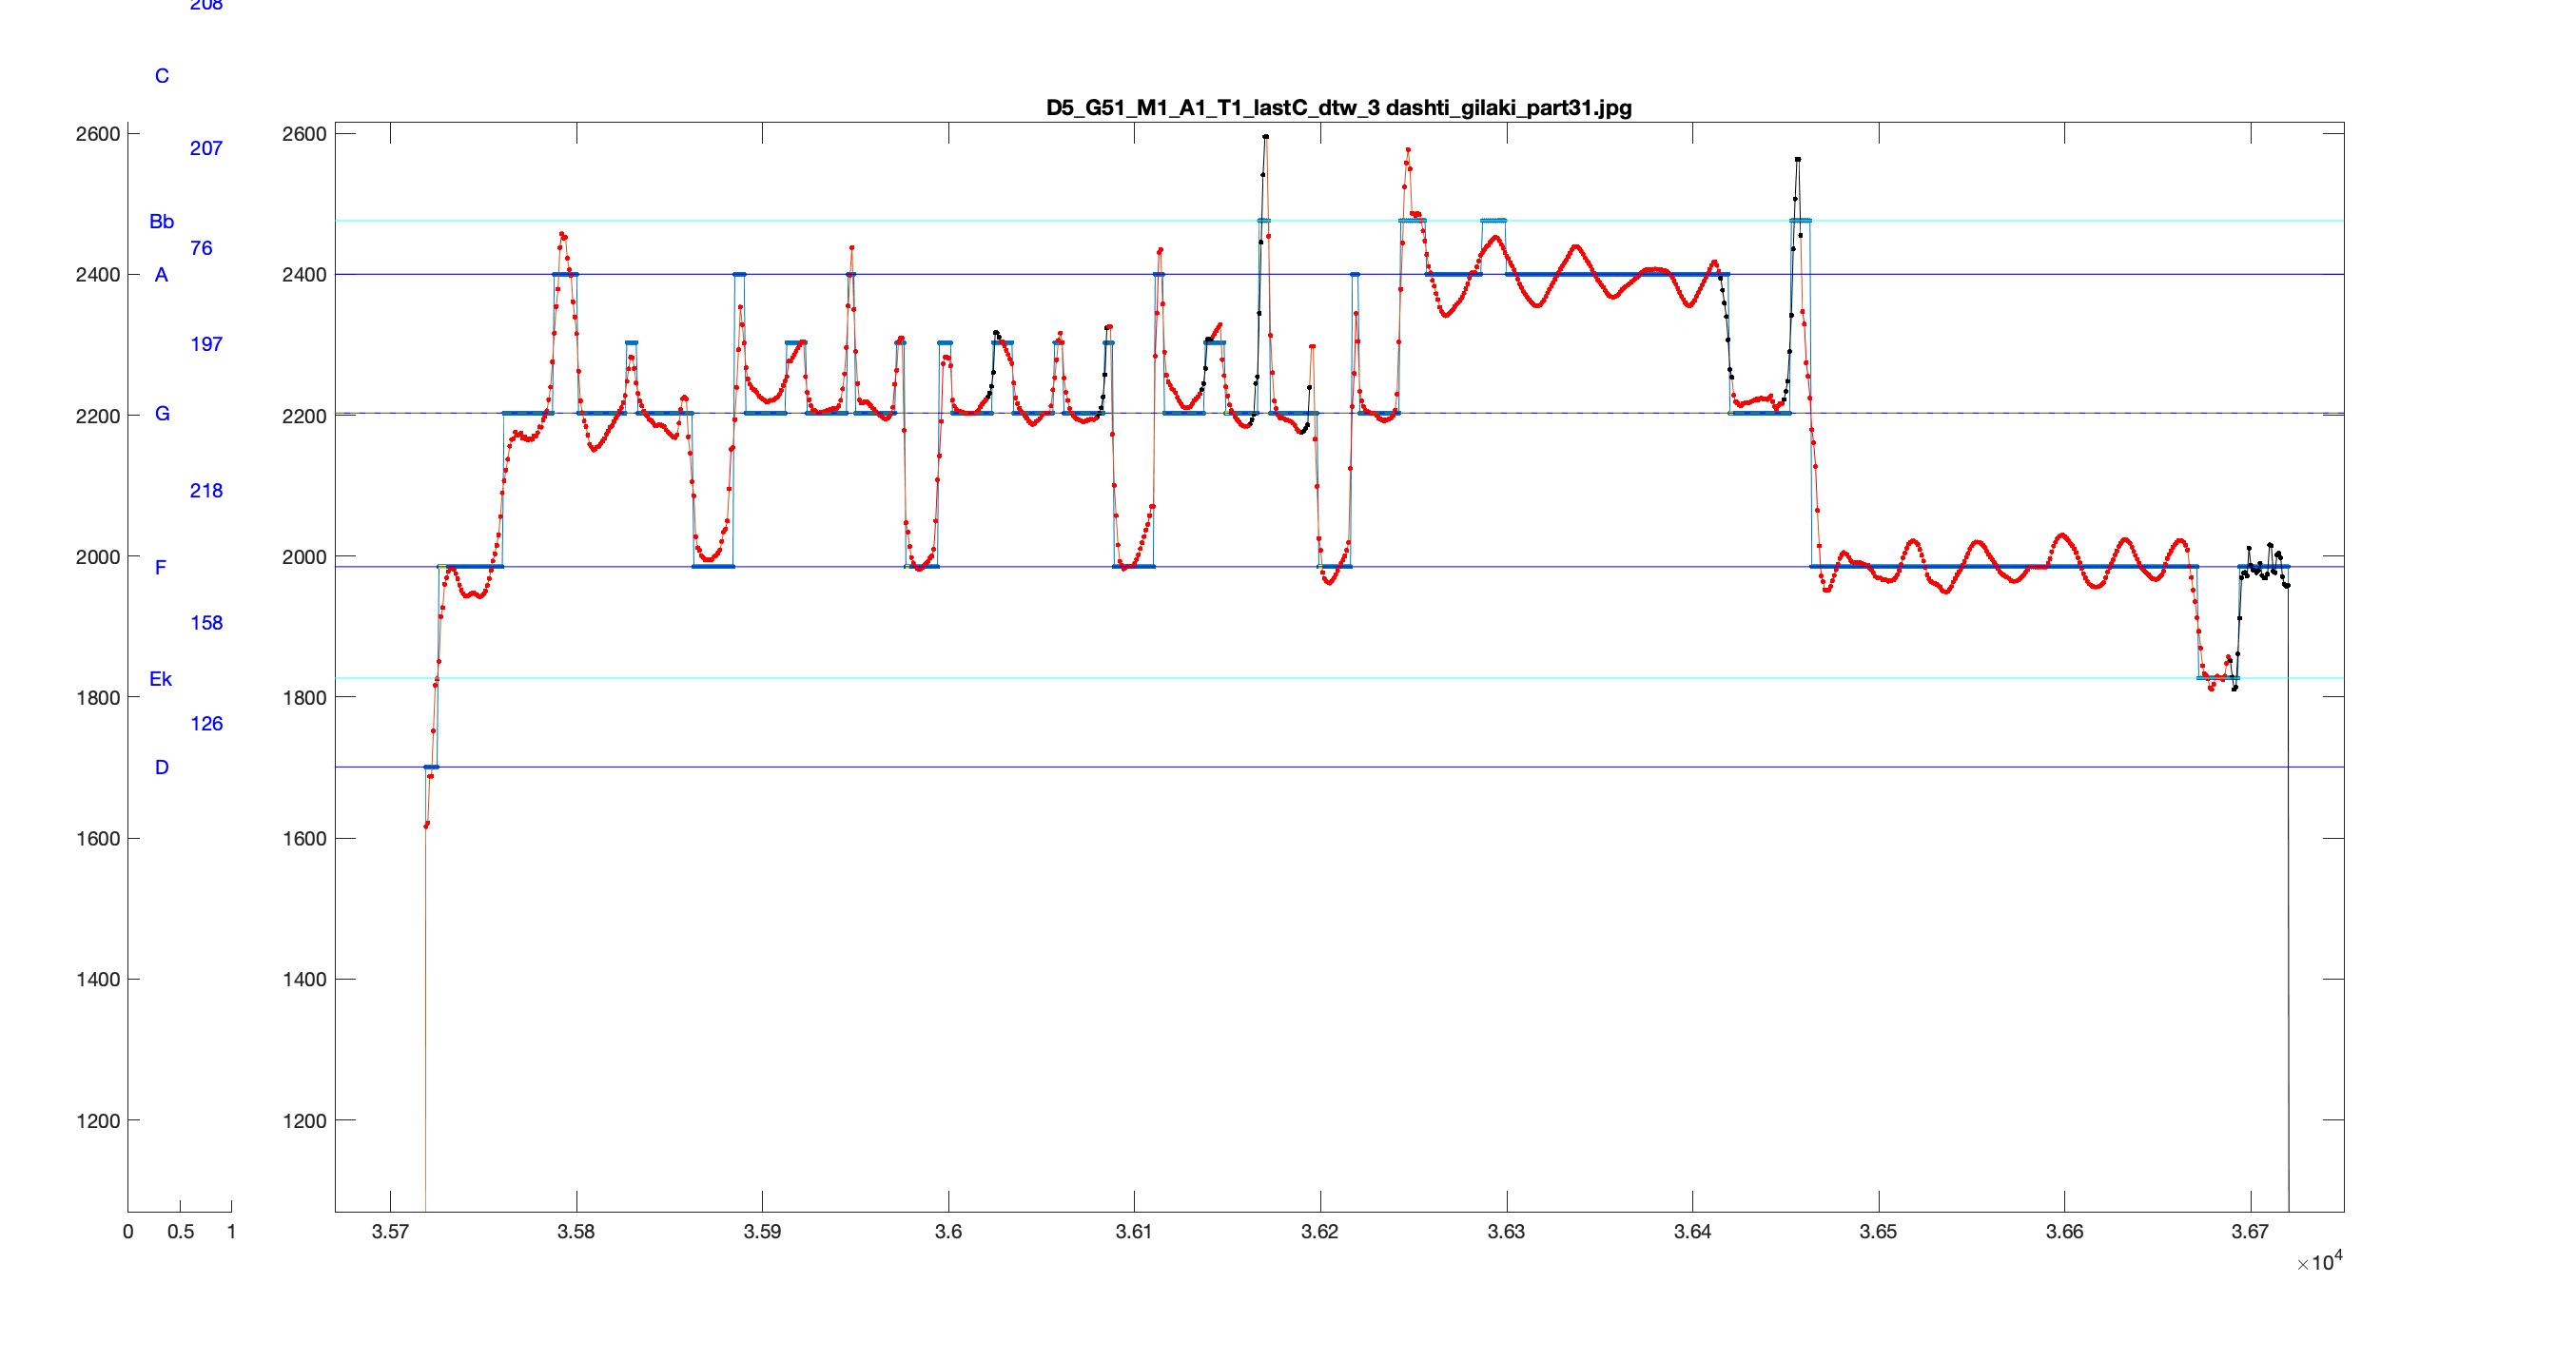 208
C
D5_G51_M1_A1_T1_lastC_dtw_3 dashti_gilaki_part31.jpg
2600 207 2600
Bb
76
2400 A 2400
197
2200 G 2200
218
2000 F 2000
158
1800 Ek 1800
126
D
1600 1600
1400 1400
1200 1200
0 0.5 1 3.57 3.58 3.59 3.6 3.61 3.62 3.63 3.64 3.65 3.66 3.67
×10⁴